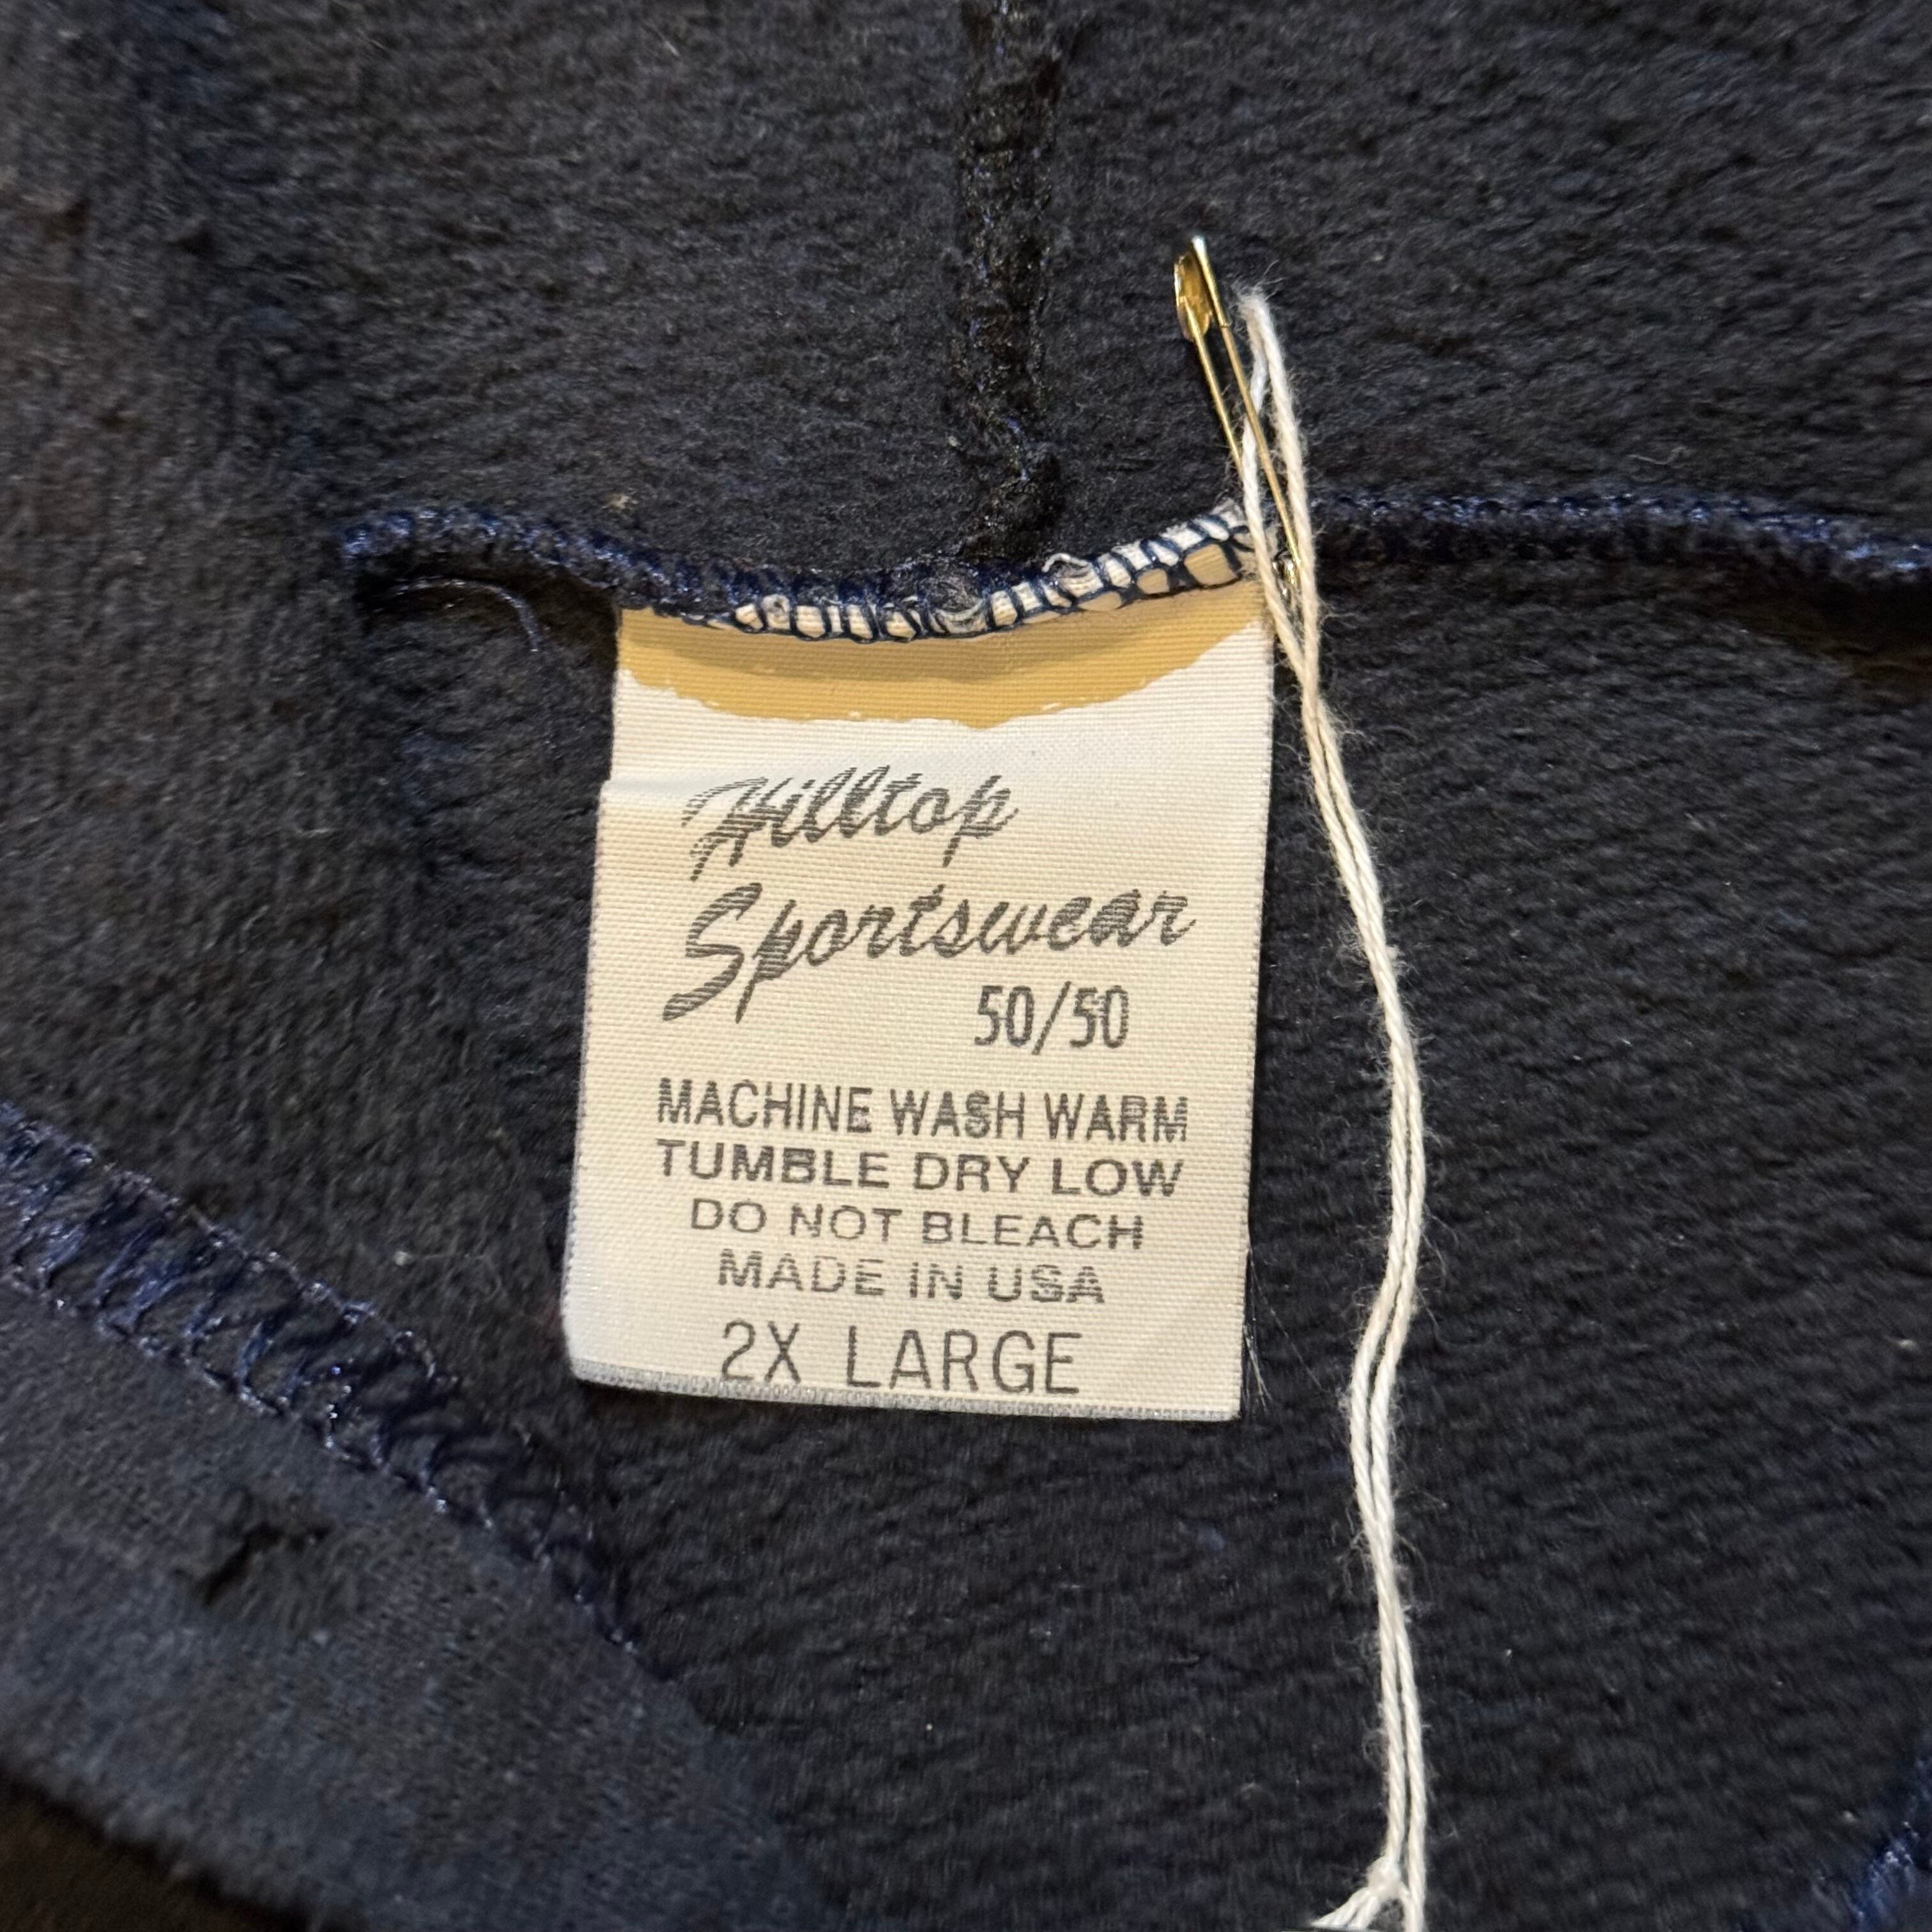 Hilltop
Sportswear
50/50
MACHINE WASH WARM
TUMBLE DRY LOW
DO NOT BLEACH
MADE IN USA
2X LARGE